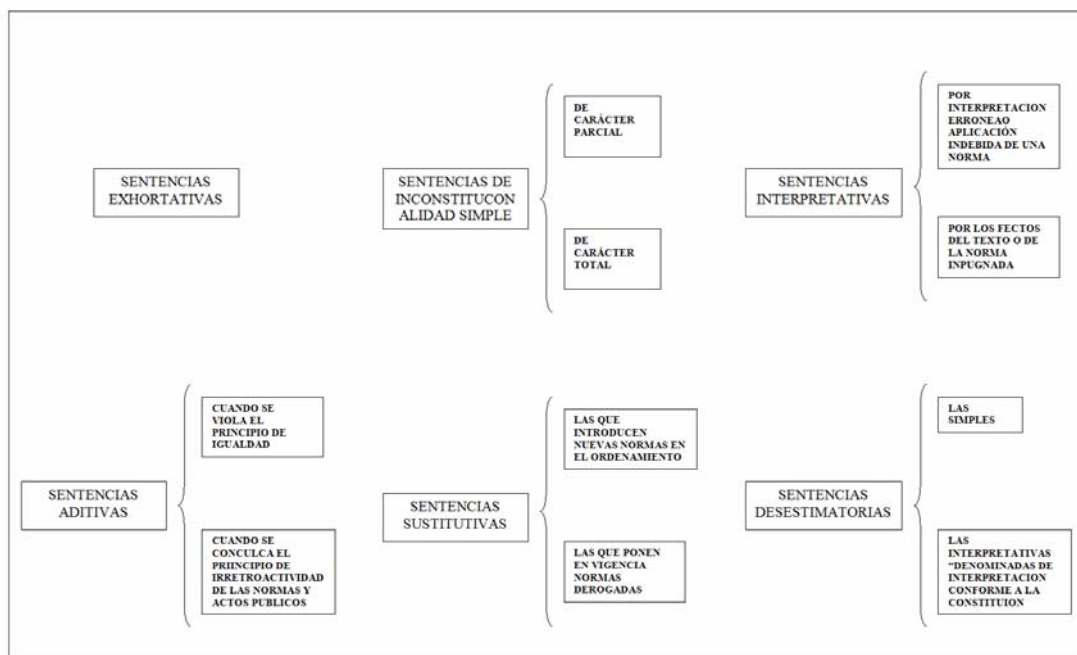 SENTENCIAS
EXHORTATIVAS
SENTENCIAS DE
INCONSTITUCON
ALIDAD SIMPLE
DE
CARÁCTER
PARCIAL
DE
CARÁCTER
TOTAL
SENTENCIAS
INTERPRETATIVAS
POR
INTERPRETACION
ERRONEAO
APLICACIÓN
INDEBIDA DE UNA
NORMA
POR LOS FECTOS
DEL TEXTO O DE
LA NORMA
INPUGNADA
SENTENCIAS
ADITIVAS
CUANDO SE
VIOLA EL
PRINCIPIO DE
IGUALDAD
CUANDO SE
CONCULCA EL
PRIINCIPIO DE
IRRETROACTIVIDAD
DE LAS NORMAS Y
ACTOS PUBLICOS
SENTENCIAS
SUSTITUTIVAS
LAS QUE
INTRODUCEN
NUEVAS NORMAS EN
EL ORDENAMIENTO
LAS QUE PONEN
EN VIGENCIA
NORMAS
DEROGADAS
SENTENCIAS
DESESTIMATORIAS
LAS
SIMPLES
LAS
INTERPRETATIVAS
“DENOMINADAS DE
INTERPRETACION
CONFORME A LA
CONSTITUION